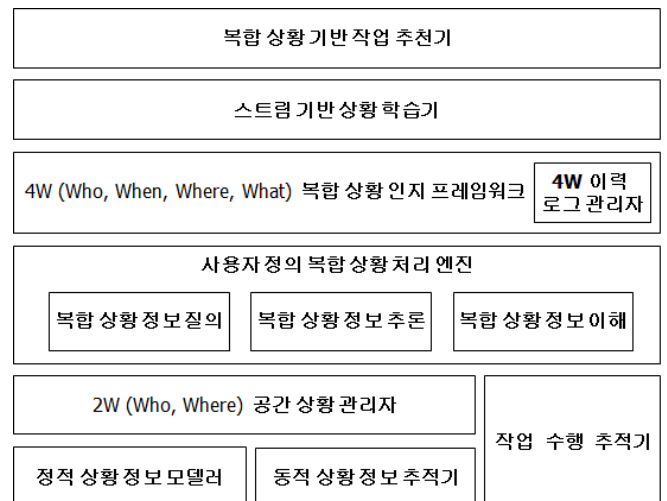 복합 상황 기반 작업 추천기
스트림 기반 상황 학습기
4W (Who, When, Where, What) 복합 상황 인지 프레임워크
4W 이력
로그 관리자
사용자 정의 복합 상황 처리 엔진
복합 상황 정보 질의
복합 상황 정보 추론
복합 상황 정보 이해
2W (Who, Where) 공간 상황 관리자
작업 수행 추적기
정적 상황 정보 모델러
동적 상황 정보 추적기